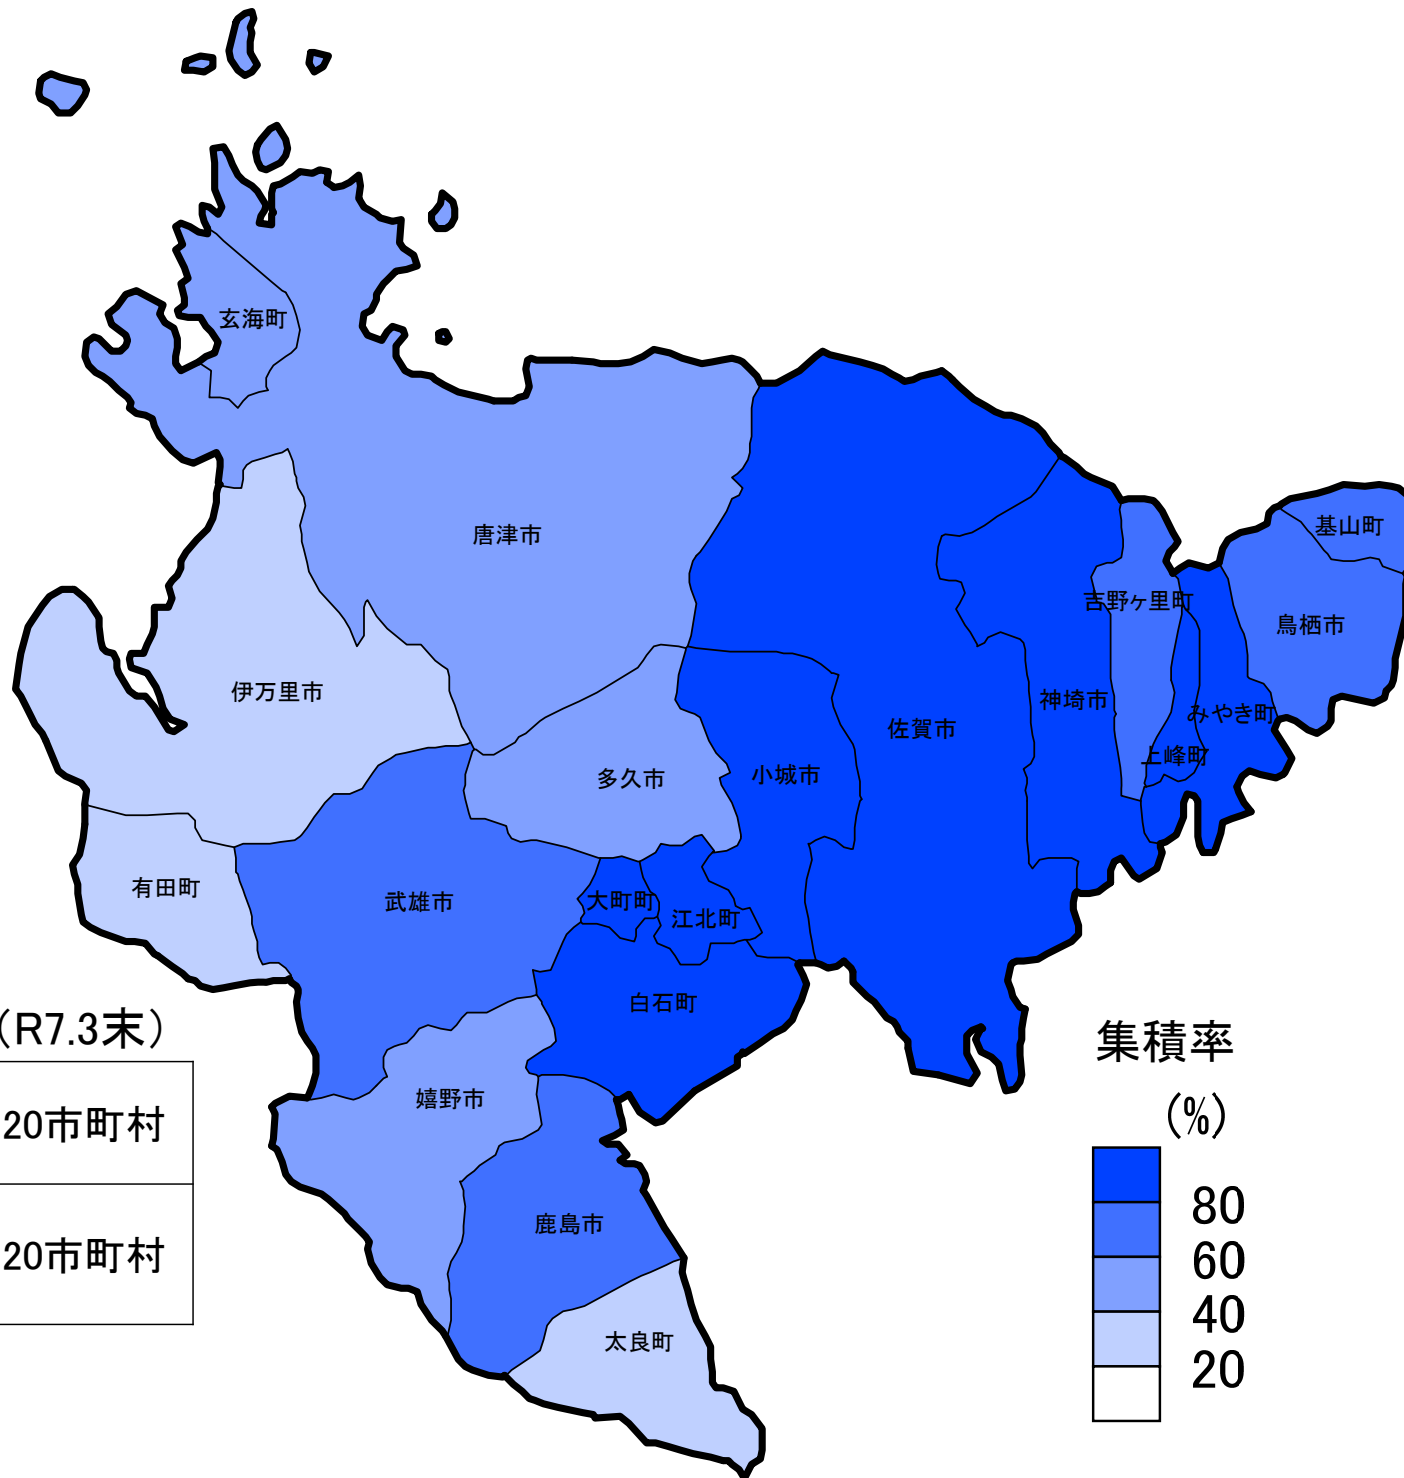 玄海町
唐津市
基山町
吉野ヶ里町
鳥栖市
伊万里市
神埼市
みやき町
佐賀市
上峰町
小城市
多久市
有田町
武雄市
大町町
江北町
白石町
（R7.3末）
20市町村
20市町村
嬉野市
鹿島市
太良町
集積率
(%)
80
60
40
20